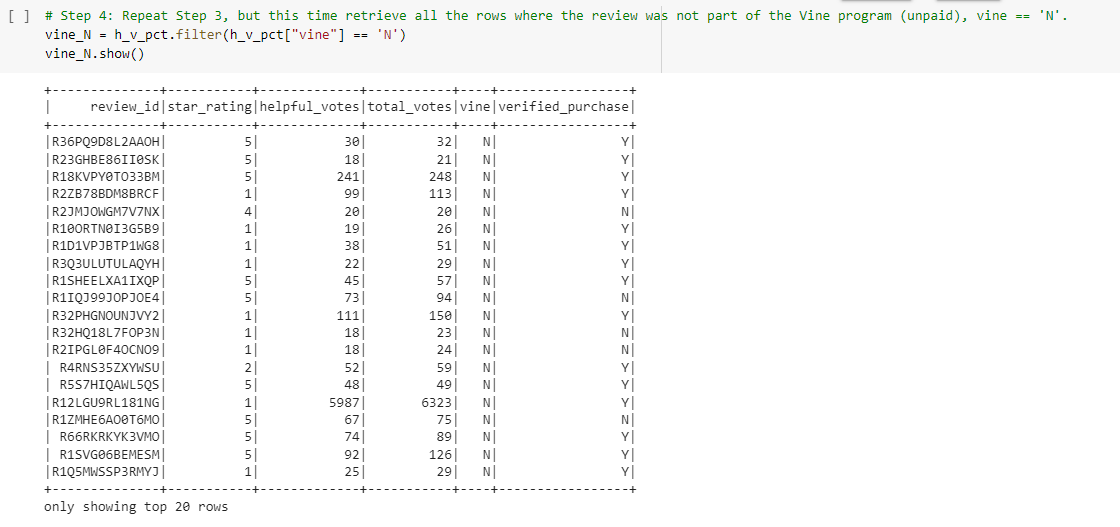 [ ] # Step 4: Repeat Step 3, but this time retrieve all the rows where the review was not part of the Vine program (unpaid), vine == 'N'.
vine_N = h_v_pct.filter(h_v_pct["vine"] == 'N')
vine_N.show()
+--------------+-----------+-------------+-----------+----+-----------------+
|     review_id|star_rating|helpful_votes|total_votes|vine|verified_purchase|
+--------------+-----------+-------------+-----------+----+-----------------+
|R36PQ9D8L2AAOH|          5|           30|         32|   N|                Y|
|R23GHBE86II0SK|          5|           18|         21|   N|                Y|
|R18KVPY0TO33BM|          5|          241|        248|   N|                Y|
|R2ZB78BDM8BRCF|          1|           99|        113|   N|                Y|
|R2JMJOWGM7V7NX|          4|           20|         20|   N|                N|
|R10ORTN0I3G5B9|          1|           19|         26|   N|                Y|
|R1D1VPJBTP1WG8|          1|           38|         51|   N|                Y|
|R3Q3ULUTULAQYH|          1|           22|         29|   N|                Y|
|R1SHEELXA1IXQP|          5|           45|         57|   N|                Y|
|R1IQJ99JOPJOE4|          5|           73|         94|   N|                N|
|R32PHGNOUNJVY2|          1|          111|        150|   N|                Y|
|R32HQ18L7FOP3N|          1|           18|         23|   N|                N|
|R2IPGL0F4OCNO9|          1|           18|         24|   N|                N|
| R4RNS35ZXYWSU|          2|           52|         59|   N|                Y|
| R5S7HIQAWL5QS|          5|           48|         49|   N|                Y|
|R12LGU9RL181NG|          1|         5987|       6323|   N|                Y|
|R1ZMHE6AO0T6MO|          5|           67|         75|   N|                N|
| R66RKRKYK3VMO|          5|           74|         89|   N|                Y|
| R1SVG06BEMESM|          5|           92|        126|   N|                Y|
|R1Q5MWSSP3RMYJ|          1|           25|         29|   N|                Y|
+--------------+-----------+-------------+-----------+----+-----------------+
only showing top 20 rows